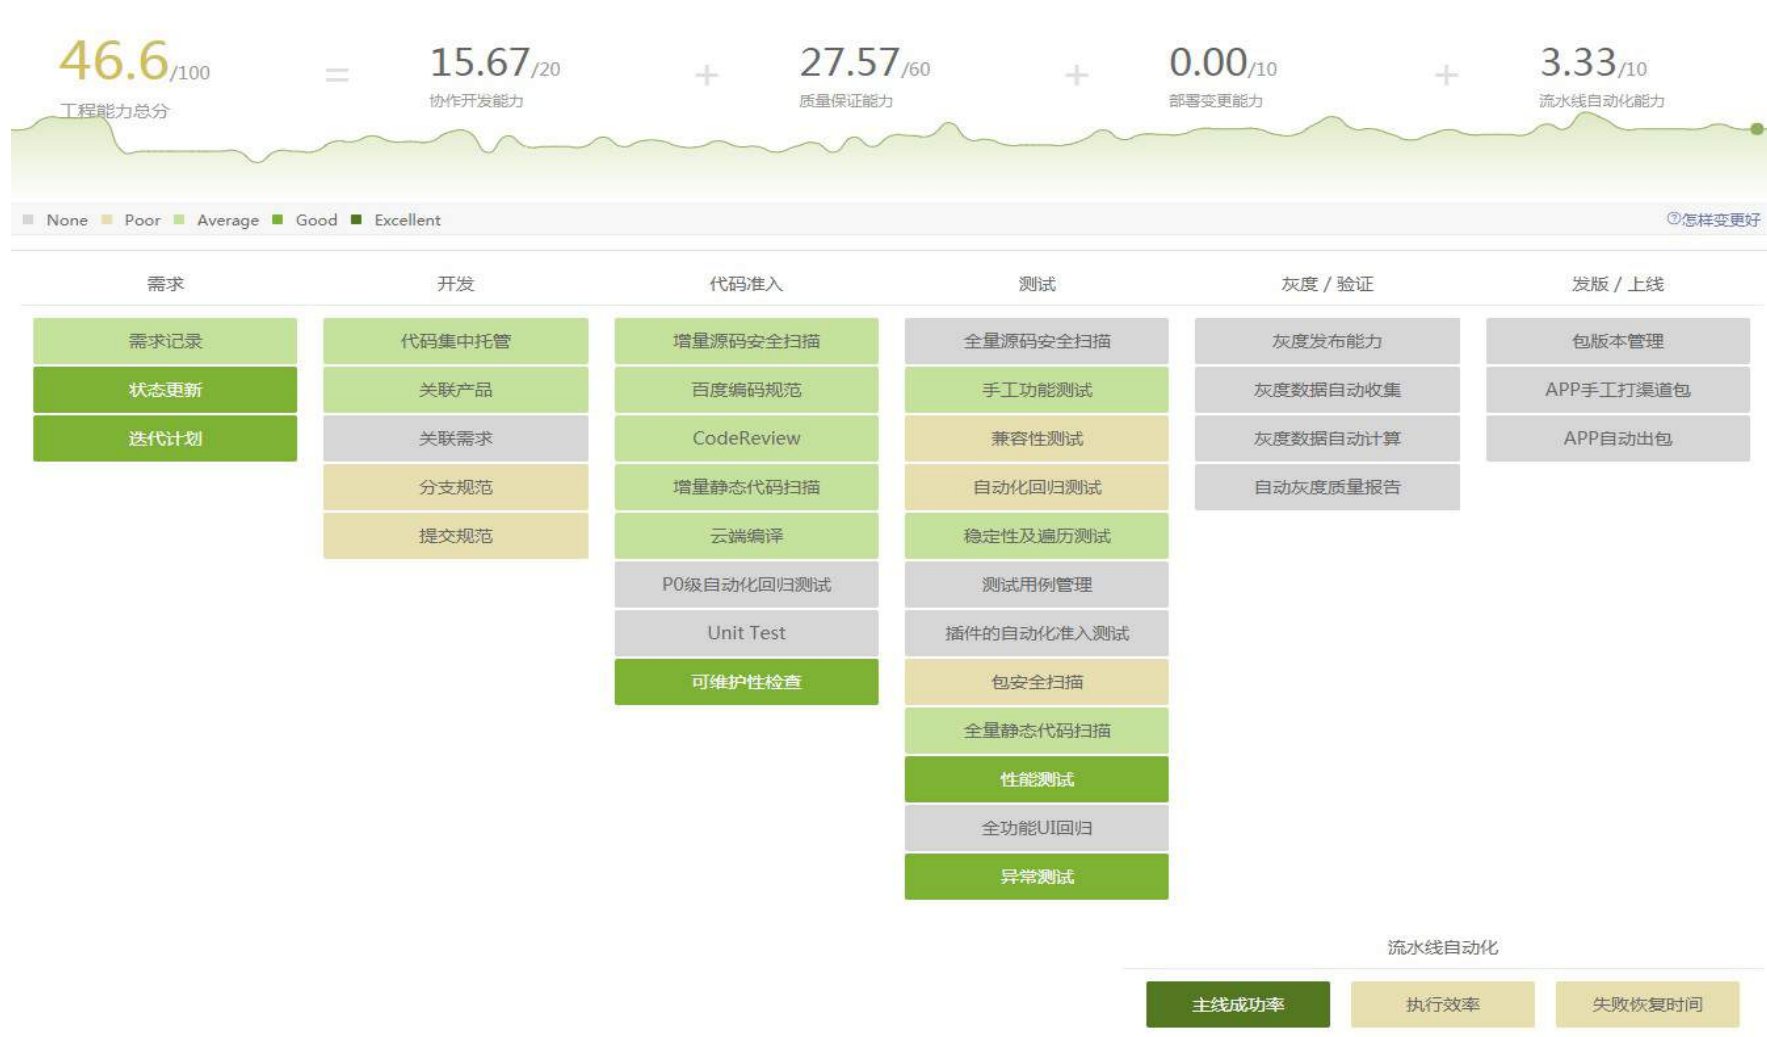 46.6/100 = 15.67/20 + 27.57/60 + 0.00/10 + 3.33/10
工程能力总分 协作开发能力 质量保证能力 部署变更能力 流水线自动化能力
None Poor Average Good Excellent ?怎样变更好
需求 开发 代码准入 测试 灰度 / 验证 发版 / 上线
需求记录 代码集中托管 增量源码安全扫描 全量源码安全扫描 灰度发布能力 包版本管理
状态更新 关联产品 百度编码规范 手工功能测试 灰度数据自动收集 APP手工打渠道包
迭代计划 关联需求 CodeReview 兼容性测试 灰度数据自动计算 APP自动出包
分支规范 增量静态代码扫描 自动化回归测试 自动灰度质量报告
提交规范 云端编译 稳定性及遍历测试
P0级自动化回归测试 测试用例管理
Unit Test 插件的自动化准入测试
可维护性检查 包安全扫描
全量静态代码扫描
性能测试
全功能UI回归
异常测试
流水线自动化
主线成功率 执行效率 失败恢复时间